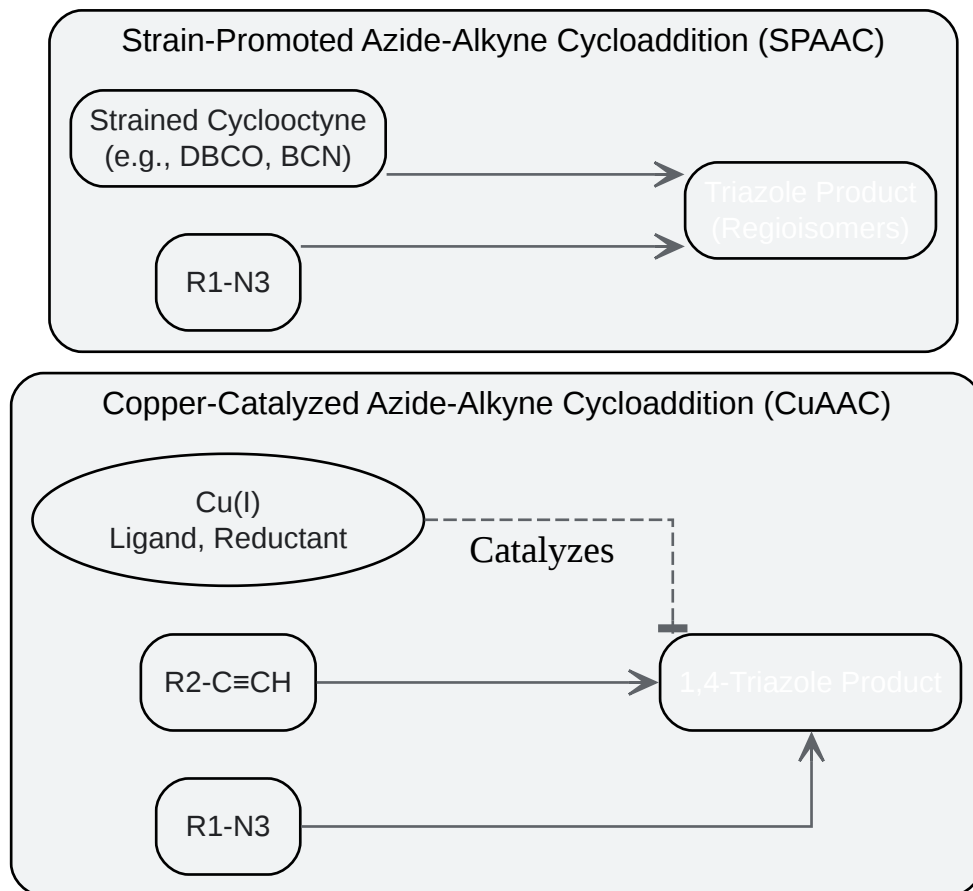 Strain-Promoted Azide-Alkyne Cycloaddition (SPAAC)
Strained Cyclooctyne
(e.g., DBCO, BCN)
Triazole Product
(Regioisomers)
R1-N3
Copper-Catalyzed Azide-Alkyne Cycloaddition (CuAAC)
Cu(I)
Ligand, Reductant
Catalyzes
R2-C≡CH
1,4-Triazole Product
R1-N3